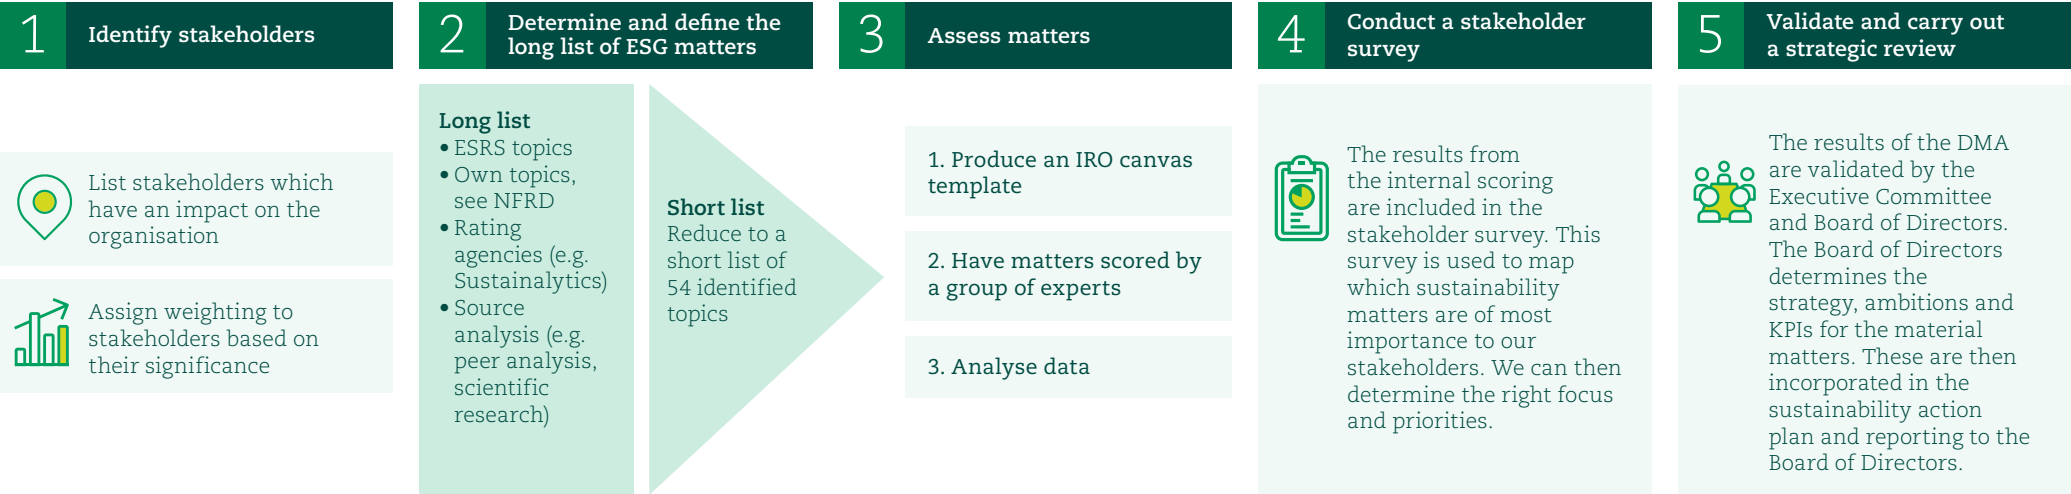 1
Identify stakeholders
List stakeholders which
have an impact on the
organisation
Assign weighting to
stakeholders based on
their significance
2
Determine and define the
long list of ESG matters
Long list
• ESRS topics
• Own topics,
see NFRD
• Rating
agencies (e.g.
Sustainalytics)
• Source
analysis (e.g.
peer analysis,
scientific
research)
Short list
Reduce to a
short list of
54 identified
topics
3
Assess matters
1. Produce an IRO canvas
template
2. Have matters scored by
a group of experts
3. Analyse data
4
Conduct a stakeholder
survey
The results from
the internal scoring
are included in the
stakeholder survey. This
survey is used to map
which sustainability
matters are of most
importance to our
stakeholders. We can then
determine the right focus
and priorities.
5
Validate and carry out
a strategic review
The results of the DMA
are validated by the
Executive Committee
and Board of Directors.
The Board of Directors
determines the
strategy, ambitions and
KPIs for the material
matters. These are then
incorporated in the
sustainability action
plan and reporting to the
Board of Directors.